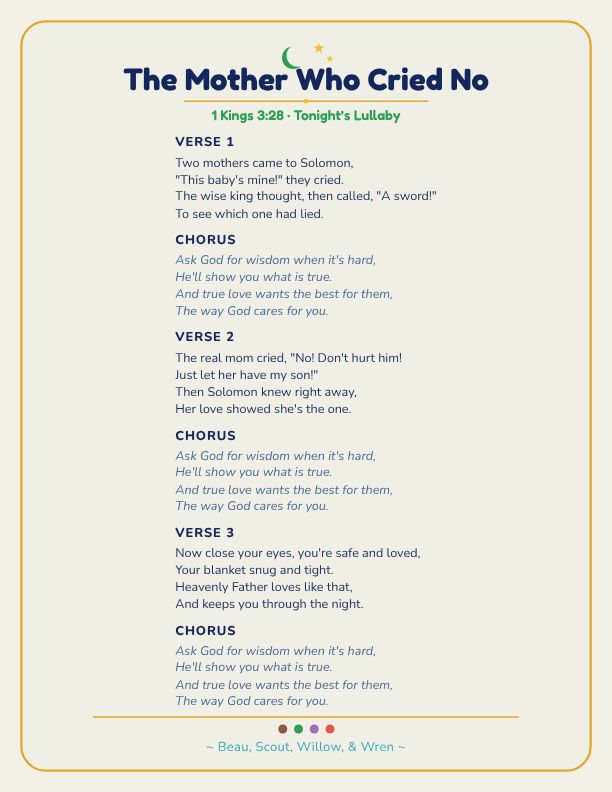 The Mother Who Cried No
1 Kings 3:28 · Tonight's Lullaby
VERSE 1
Two mothers came to Solomon,
"This baby's mine!" they cried.
The wise king thought, then called, "A sword!"
To see which one had lied.
CHORUS
Ask God for wisdom when it's hard,
He'll show you what is true.
And true love wants the best for them,
The way God cares for you.
VERSE 2
The real mom cried, "No! Don't hurt him!
Just let her have my son!"
Then Solomon knew right away,
Her love showed she's the one.
CHORUS
Ask God for wisdom when it's hard,
He'll show you what is true.
And true love wants the best for them,
The way God cares for you.
VERSE 3
Now close your eyes, you're safe and loved,
Your blanket snug and tight.
Heavenly Father loves like that,
And keeps you through the night.
CHORUS
Ask God for wisdom when it's hard,
He'll show you what is true.
And true love wants the best for them,
The way God cares for you.
~ Beau, Scout, Willow, & Wren ~